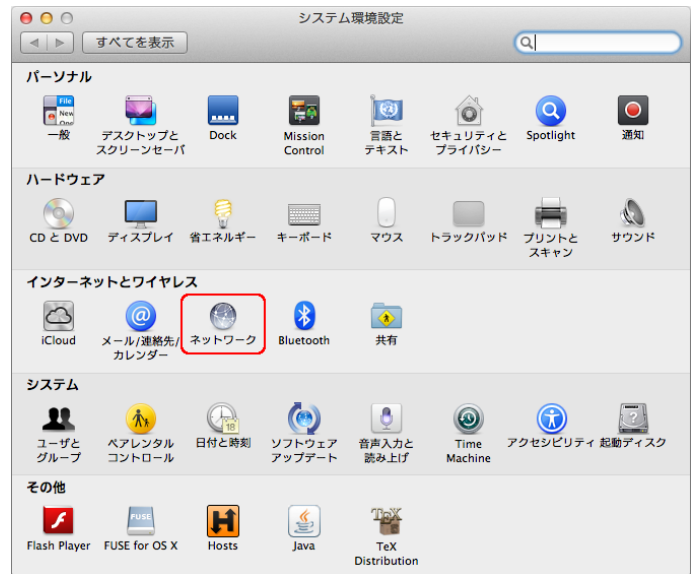 システム環境設定
すべてを表示
パーソナル
File
New
一般
デスクトップと
スクリーンセーバ
Dock
Mission
Control
言語と
テキスト
セキュリティと
プライバシー
Spotlight
通知
ハードウェア
CD と DVD
ディスプレイ
省エネルギー
キーボード
マウス
トラックパッド
プリントと
スキャン
サウンド
インターネットとワイヤレス
iCloud
メール/連絡先/
カレンダー
ネットワーク
Bluetooth
共有
システム
ユーザと
グループ
ペアレンタル
コントロール
18
日付と時刻
ソフトウェア
アップデート
音声入力と
読み上げ
Time
Machine
アクセシビリティ
起動ディスク
その他
Flash Player
FUSE
FUSE for OS X
H
Hosts
Java
TeX
TeX
Distribution